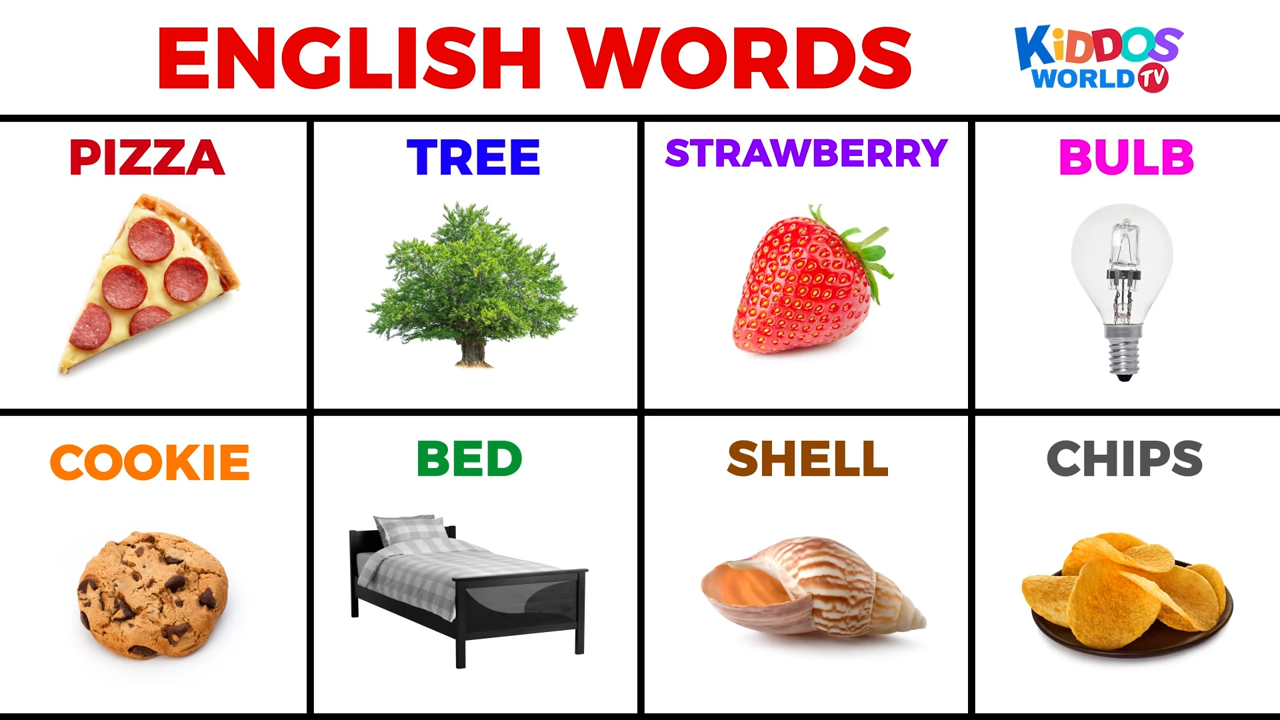 ENGLISH WORDS
KiDDOS
WORLD TV
PIZZA
TREE
STRAWBERRY
BULB
COOKIE
BED
SHELL
CHIPS